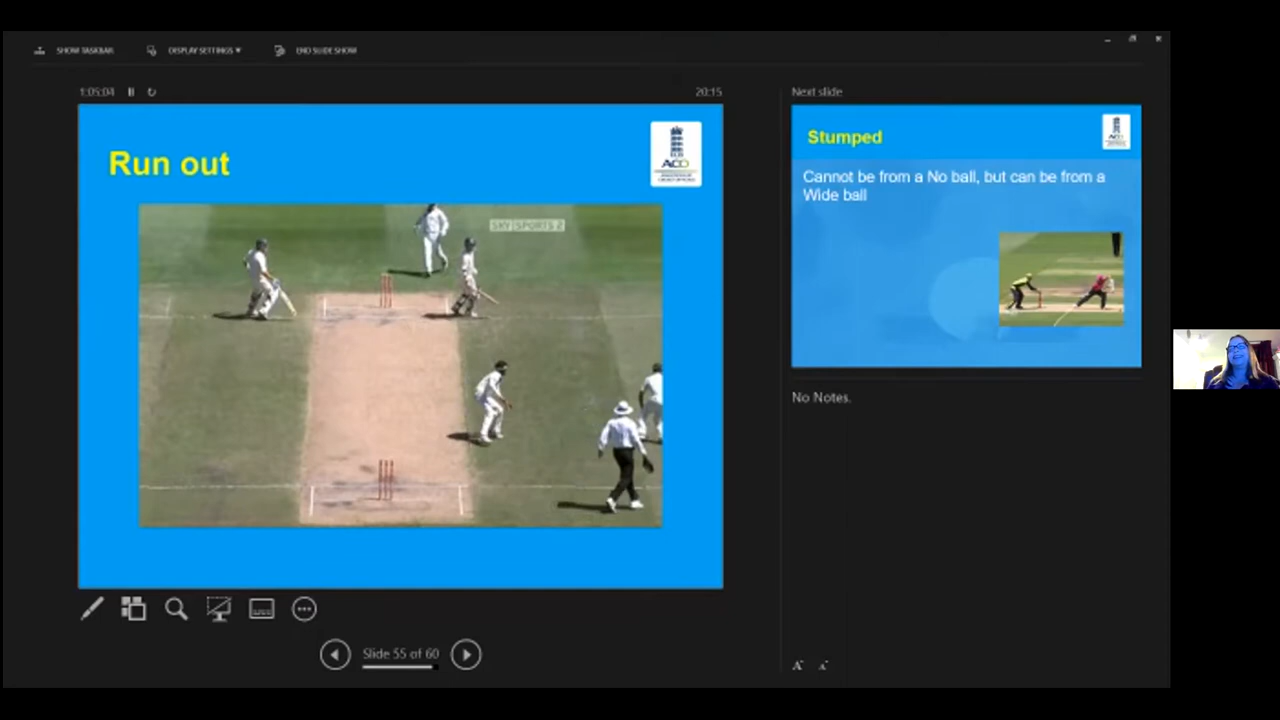 SHOW TASKBAR
DISPLAY SETTINGS ▼
END SLIDE SHOW
1:05:04
20:15
Next slide
Run out
ACO
SKY SPORTS 2
Stumped
Cannot be from a No ball, but can be from a
Wide ball
No Notes.
Slide 55 of 60